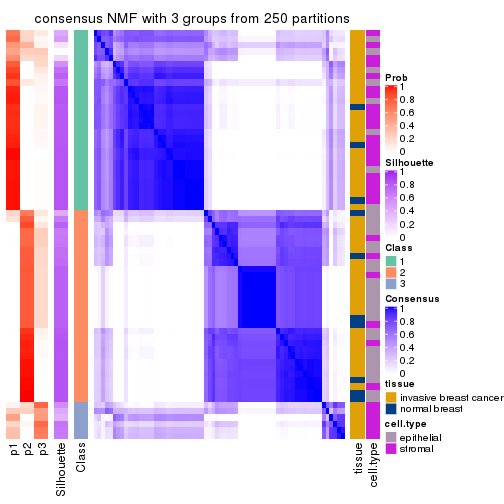 consensus NMF with 3 groups from 250 partitions
Prob
1
0.8
0.6
0.4
0.2
0
Silhouette
1
0.8
0.6
0.4
0.2
0
Class
1
2
3
Consensus
1
0.8
0.6
0.4
0.2
0
tissue
invasive breast cancer
normal breast
cell.type
epithelial
stromal
p1
p2
p3
Silhouette
Class
tissue
cell.type